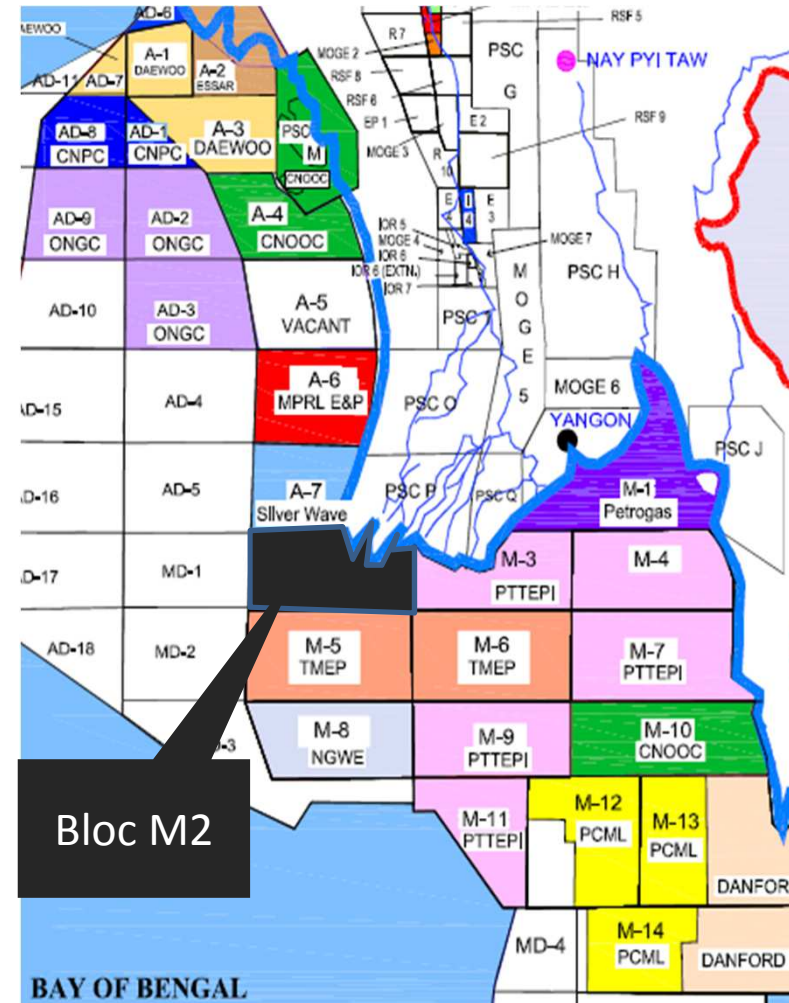 AD-6
RSF 5
AEWOO
R 7
A-1
DAEWOO
MOGE 2
PSC
G
NAY PYI TAW
AD-11
AD-7
A-2
ESSAR
RSF 8
RSF 6
RSF 9
EP 1
E 2
AD-8
CNPC
AD-1
CNPC
A-3
DAEWOO
PSC
M
CNOOC
MOGE 3
R
10
E
I
4
E
3
AD-9
ONGC
AD-2
ONGC
A-4
CNOOC
IOR 5
MOGE 4
IOR 6
IOR 6 (EXTN.)
IOR 7
MOGE 7
M
O
G
E
5
PSC H
AD-10
AD-3
ONGC
A-5
VACANT
PSC
A-6
MPRL E&P
MOGE 6
AD-15
AD-4
PSC O
YANGON
PSC J
AD-16
AD-5
A-7
Silver Wave
PSC P
PSC Q
M-1
Petrogas
AD-17
MD-1
M-3
PTTEPI
M-4
AD-18
MD-2
M-5
TMEP
M-6
TMEP
M-7
PTTEPI
D-3
M-8
NGWE
M-9
PTTEPI
M-10
CNOOC
Bloc M2
M-11
PTTEPI
M-12
PCML
M-13
PCML
DANFOR
MD-4
M-14
PCML
DANFORD
BAY OF BENGAL